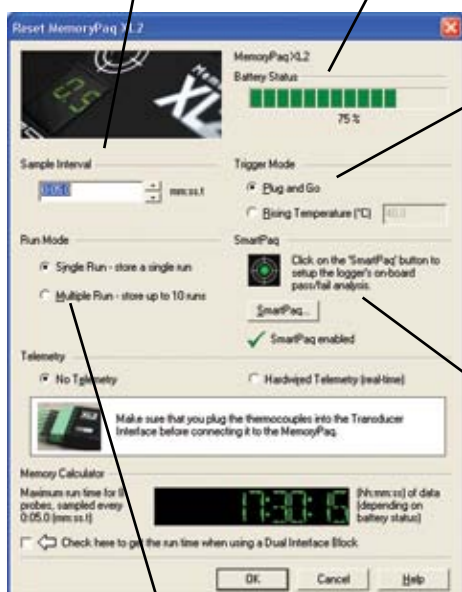 Reset MemoryPaq XL2
0.5
Mem
XL2
MemoryPaq XL2
Battery Status
75 %
Sample Interval
0:05.0
mm:ss.t
Trigger Mode
Plug and Go
Rising Temperature (°C)
40.0
Run Mode
Single Run - store a single run
Multiple Run - store up to 10 runs
SmartPaq
Click on the 'SmartPaq' button to
setup the logger's on-board
pass/fail analysis.
SmartPaq...
SmartPaq enabled
Telemetry
No Telemetry
Hardwired Telemetry (real-time)
XL2
Make sure that you plug the thermocouples into the Transducer
Interface before connecting it to the MemoryPaq.
Memory Calculator
Maximum run time for 8
probes, sampled every
0:05.0 (mm:ss.t)
17:30:15
(hh:mm:ss) of data
(depending on
battery status)
Check here to get the run time when using a Dual Interface Block
OK
Cancel
Help